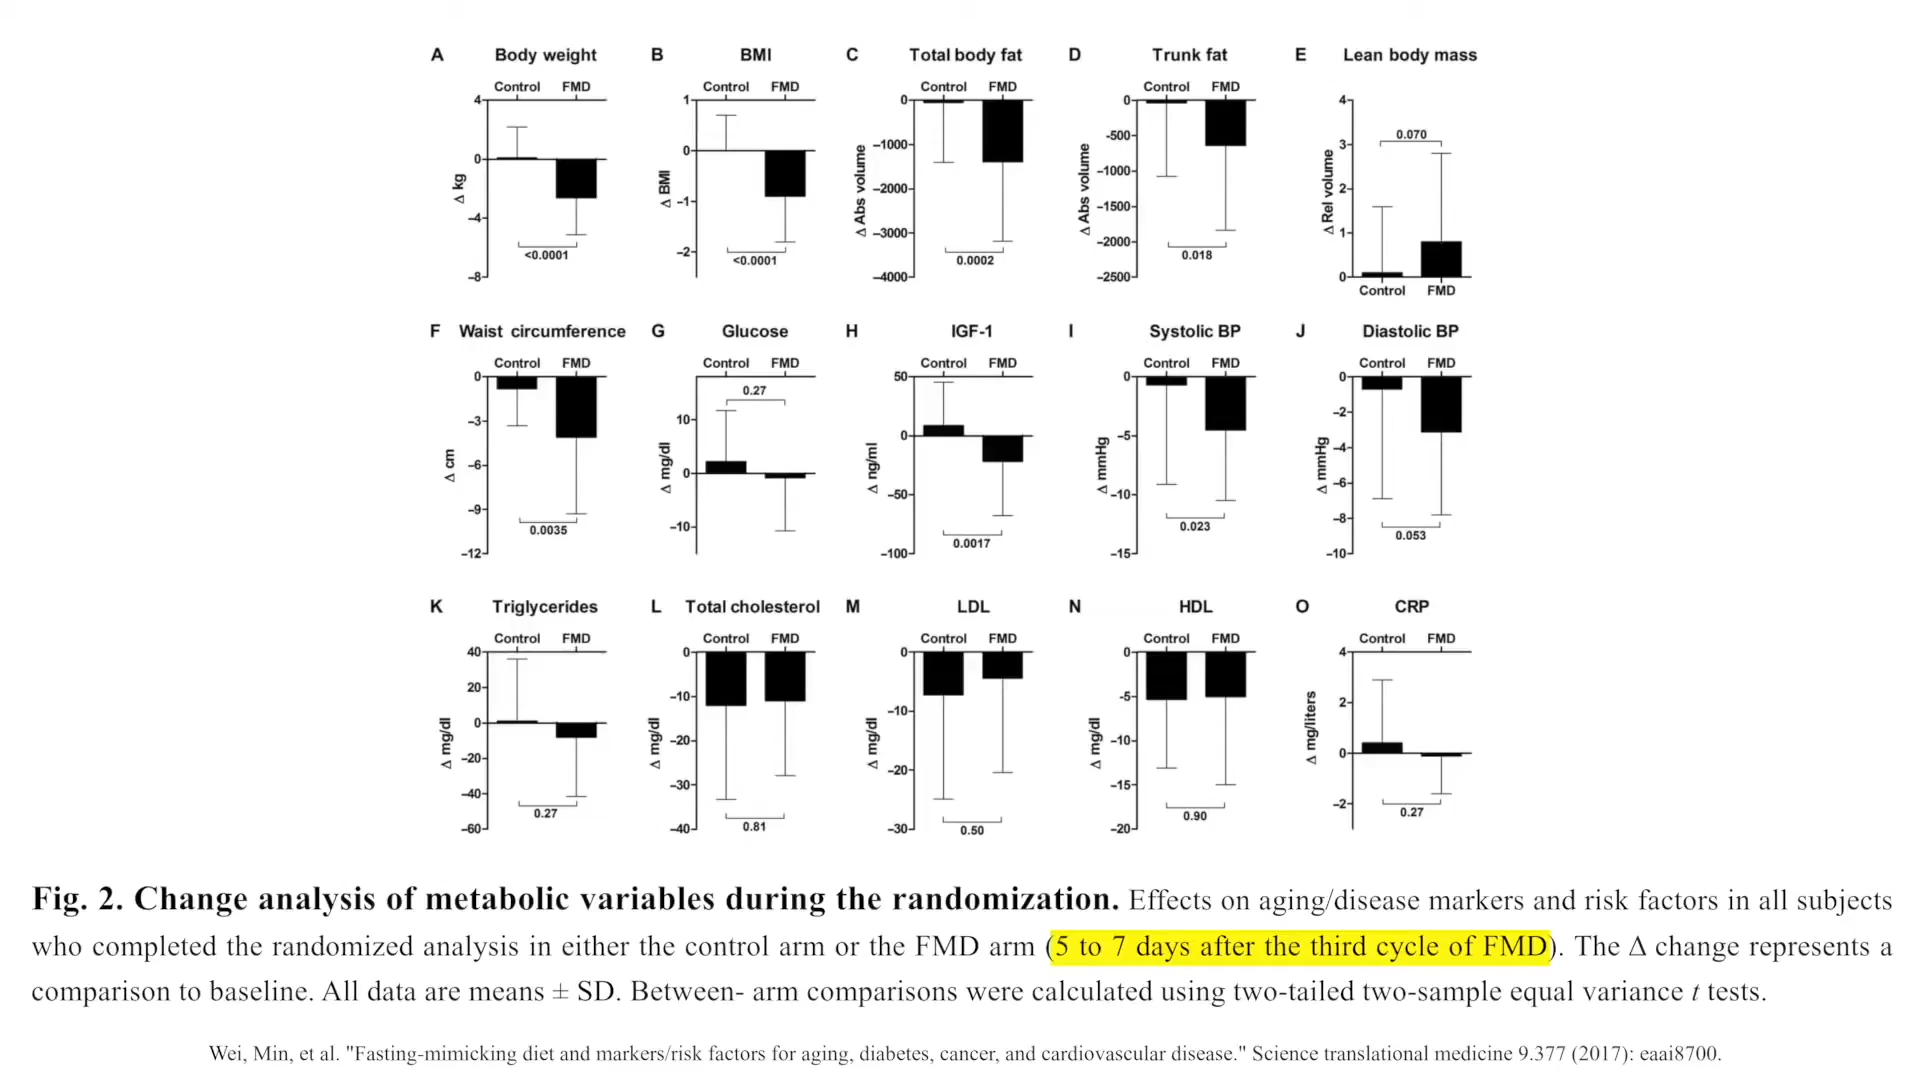 A Body weight
Control FMD
4
0
−4
−8
Δ kg
<0.0001
B BMI
Control FMD
1
0
−1
−2
Δ BMI
<0.0001
C Total body fat
Control FMD
0
−1000
−2000
−3000
−4000
Δ Abs volume
0.0002
D Trunk fat
Control FMD
0
-500
−1000
−1500
−2000
−2500
Δ Abs volume
0.018
E Lean body mass
4
3
2
1
0
Δ Rel volume
0.070
Control FMD
F Waist circumference
Control FMD
0
−3
−6
−9
−12
Δ cm
0.0035
G Glucose
Control FMD
0.27
10
0
−10
Δ mg/dl
H IGF-1
Control FMD
50
0
−50
−100
Δ ng/ml
0.0017
I Systolic BP
Control FMD
0
−5
−10
−15
Δ mmHg
0.023
J Diastolic BP
Control FMD
0
−2
−4
−6
−8
−10
Δ mmHg
0.053
K Triglycerides
Control FMD
40
20
0
−20
−40
−60
Δ mg/dl
0.27
L Total cholesterol
Control FMD
0
−10
−20
−30
−40
Δ mg/dl
0.81
M LDL
Control FMD
0
−10
−20
−30
Δ mg/dl
0.50
N HDL
Control FMD
0
−5
−10
−15
−20
Δ mg/dl
0.90
O CRP
Control FMD
4
2
0
−2
Δ mg/liters
0.27
Fig. 2. Change analysis of metabolic variables during the randomization. Effects on aging/disease markers and risk factors in all subjects
who completed the randomized analysis in either the control arm or the FMD arm (5 to 7 days after the third cycle of FMD). The Δ change represents a
comparison to baseline. All data are means ± SD. Between- arm comparisons were calculated using two-tailed two-sample equal variance t tests.
Wei, Min, et al. "Fasting-mimicking diet and markers/risk factors for aging, diabetes, cancer, and cardiovascular disease." Science translational medicine 9.377 (2017): eaai8700.